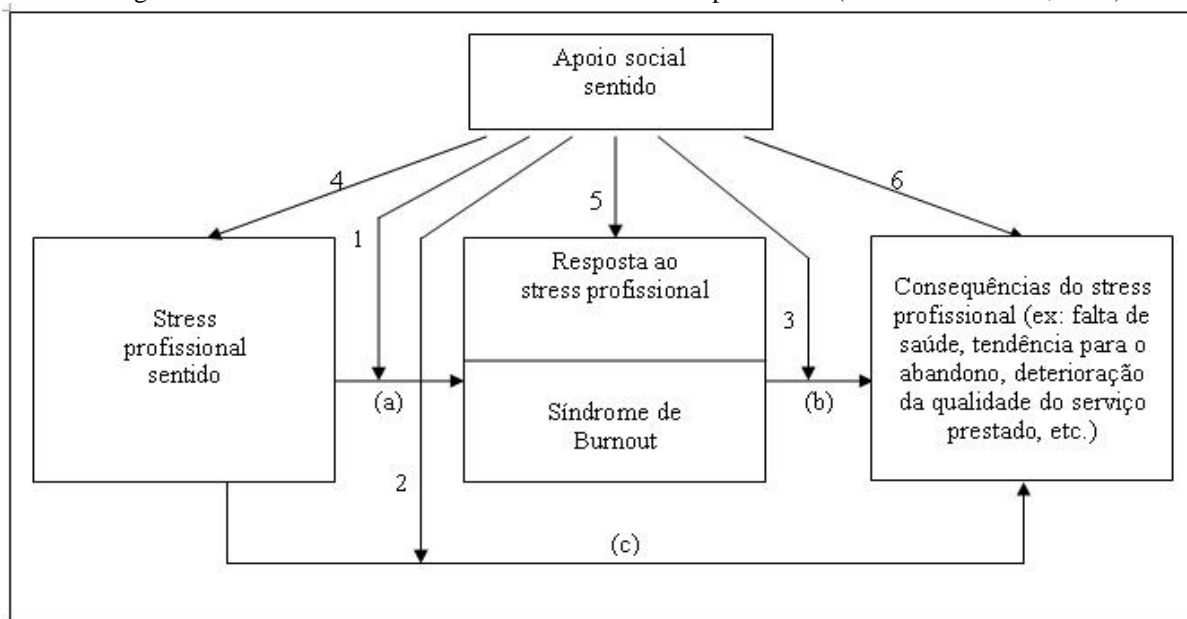 Apoio social
sentido
4
1
2
5
3
6
Stress
profissional
sentido
(a)
Resposta ao
stress profissional
Síndrome de
Burnout
(b)
Consequências do stress
profissional (ex: falta de
saúde, tendência para o
abandono, deterioração
da qualidade do serviço
prestado, etc.)
(c)